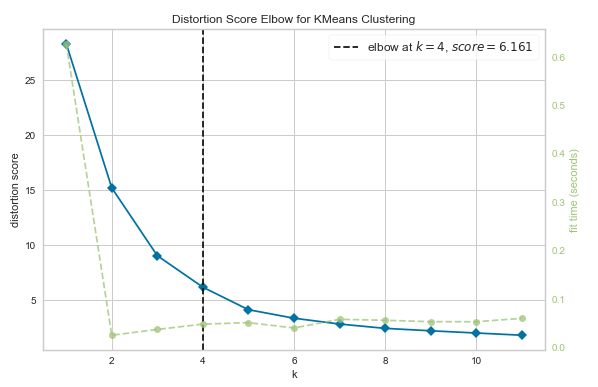 Distortion Score Elbow for KMeans Clustering
elbow at k = 4, score = 6.161
distortion score
25
20
15
10
5
0.6
0.5
0.4
0.3
0.2
0.1
0.0
fit time (seconds)
2 4 6 8 10
k